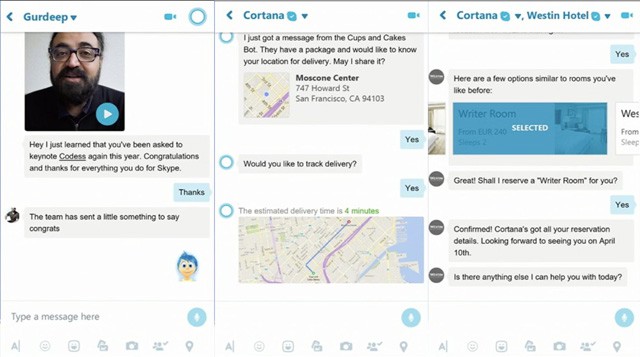 Gurdeep
Hey I just learned that you've been asked to
keynote Codess again this year. Congratulations
and thanks for everything you do for Skype.
Thanks
The team has sent a little something to say
congrats
Type a message here
Cortana
I just got a message from the Cups and Cakes
Bot. They have a package and would like to know
your location for delivery. May I share it?
Moscone Center
747 Howard St
San Francisco, CA 94103
Yes
Would you like to track delivery?
Yes
The estimated delivery time is 4 minutes
Cortana , Westin Hotel
Yes
Here are a few options similar to rooms you've
like before:
Writer Room
From EUR 240
Sleeps 2
SELECTED
Wes
From
Sleep
Great! Shall I reserve a "Writer Room" for you?
Yes
Confirmed! Cortana's got all your reservation
details. Looking forward to seeing you on April
10th.
Is there anything else I can help you with today?